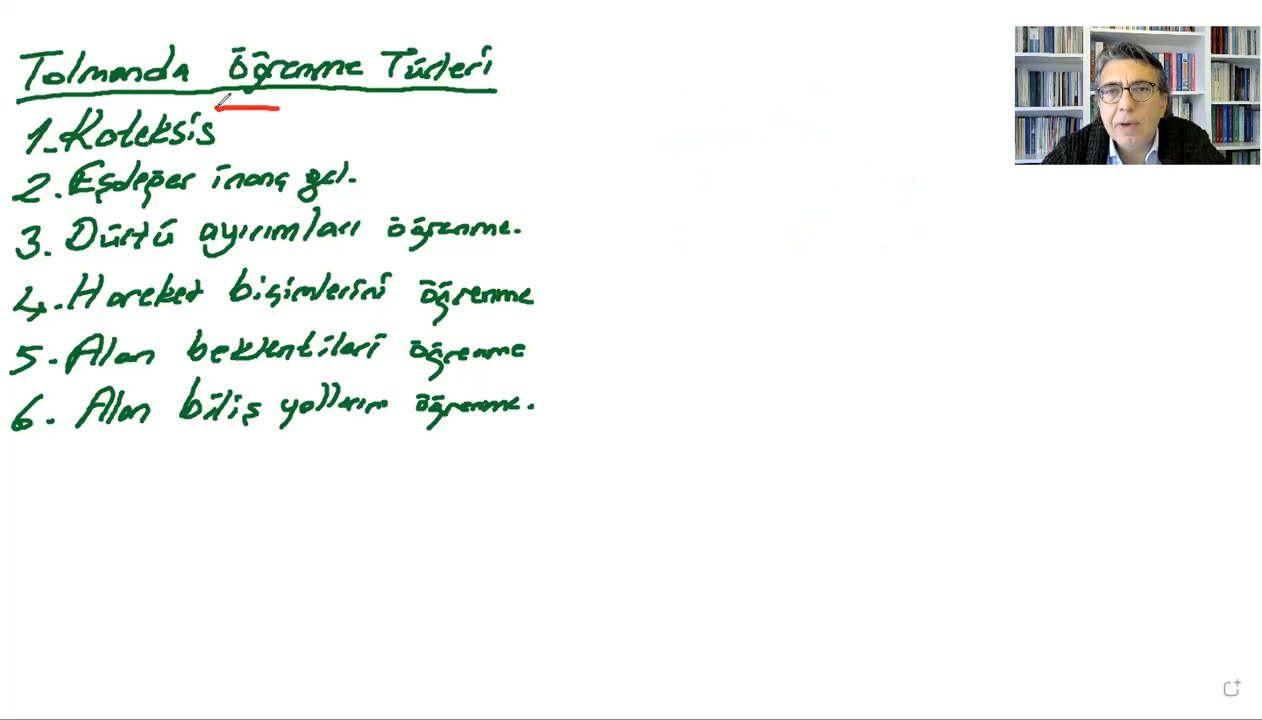 Tolmanda öğrenme Türleri
1- Koteksis
2. Eşdeğer inanç gel.
3. Dürtü ayırımları öğrenme.
4. Hareket biçimlerini öğrenme
5. Alan beklentileri öğrenme
6. Alan biliş yollarını öğrenme.